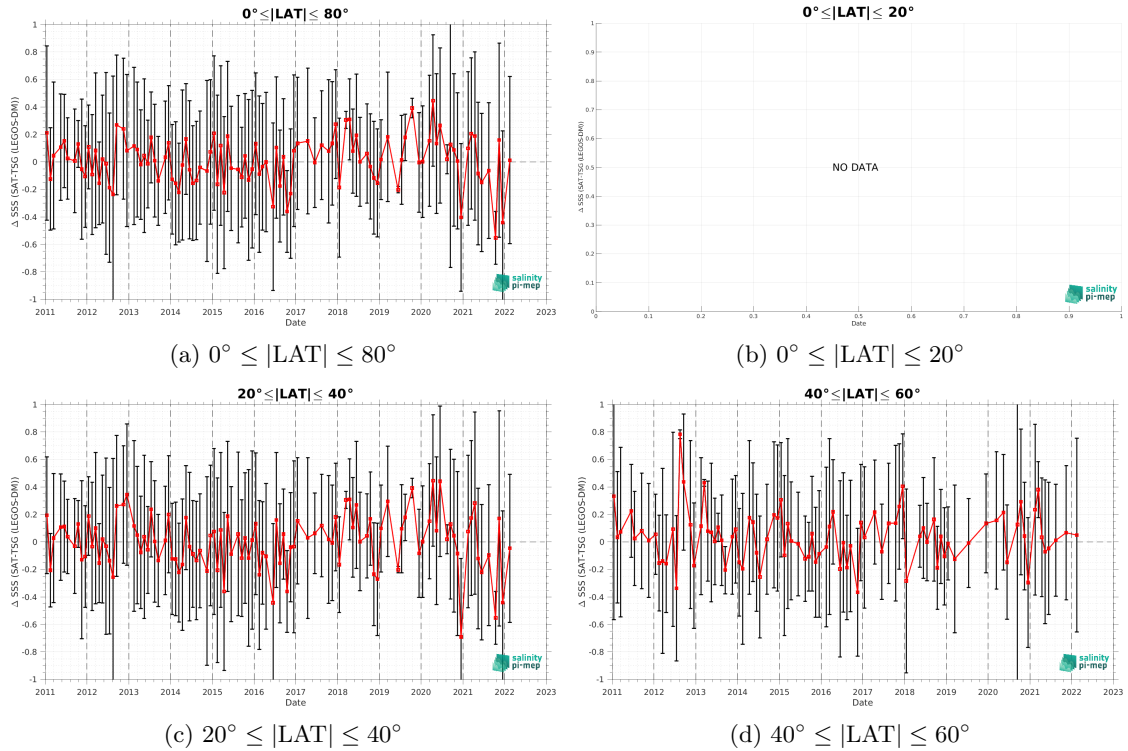 0°≤|LAT|≤ 80°
Δ SSS (SAT-TSG (LEGOS-DM))
1
0.8
0.6
0.4
0.2
0
-0.2
-0.4
-0.6
-0.8
-1
2011 2012 2013 2014 2015 2016 2017 2018 2019 2020 2021 2022 2023
Date
salinity
pi-mep
(a) 0° ≤ |LAT| ≤ 80°
0°≤|LAT|≤ 20°
Δ SSS (SAT-TSG (LEGOS-DM))
1
0.9
0.8
0.7
0.6
0.5
0.4
0.3
0.2
0.1
0
NO DATA
0 0.1 0.2 0.3 0.4 0.5 0.6 0.7 0.8 0.9 1
Date
salinity
pi-mep
(b) 0° ≤ |LAT| ≤ 20°
20°≤|LAT|≤ 40°
Δ SSS (SAT-TSG (LEGOS-DM))
1
0.8
0.6
0.4
0.2
0
-0.2
-0.4
-0.6
-0.8
-1
2011 2012 2013 2014 2015 2016 2017 2018 2019 2020 2021 2022 2023
Date
salinity
pi-mep
(c) 20° ≤ |LAT| ≤ 40°
40°≤|LAT|≤ 60°
Δ SSS (SAT-TSG (LEGOS-DM))
1
0.8
0.6
0.4
0.2
0
-0.2
-0.4
-0.6
-0.8
-1
2011 2012 2013 2014 2015 2016 2017 2018 2019 2020 2021 2022 2023
Date
salinity
pi-mep
(d) 40° ≤ |LAT| ≤ 60°